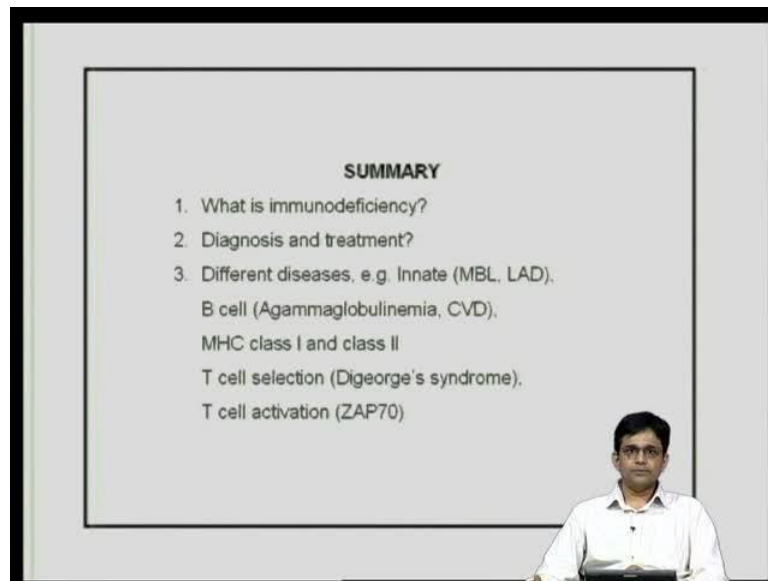 SUMMARY
1. What is immunodeficiency?
2. Diagnosis and treatment?
3. Different diseases, e.g. Innate (MBL, LAD),
B cell (Agammaglobulinemia, CVD),
MHC class I and class II
T cell selection (Digeorge's syndrome),
T cell activation (ZAP70)